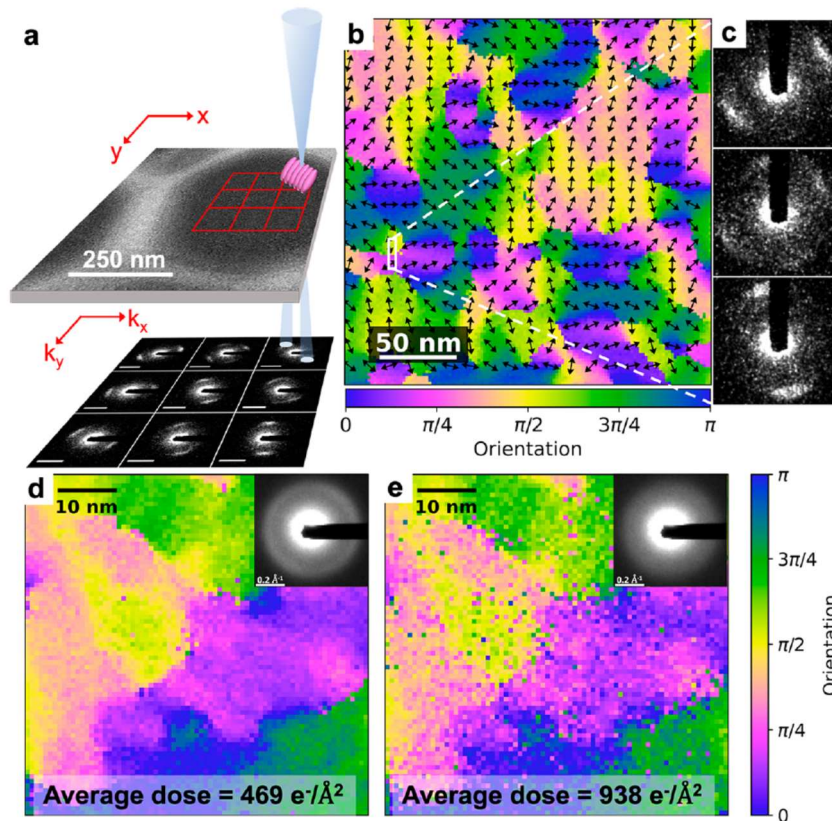 a
x
y
250 nm
kx
ky
b
50 nm
0
π/4
π/2
3π/4
π
Orientation
c
d
10 nm
0.2 Å⁻¹
Average dose = 469 e⁻/Å²
e
10 nm
0.2 Å⁻¹
Average dose = 938 e⁻/Å²
π
3π/4
π/2
π/4
0
Orientation